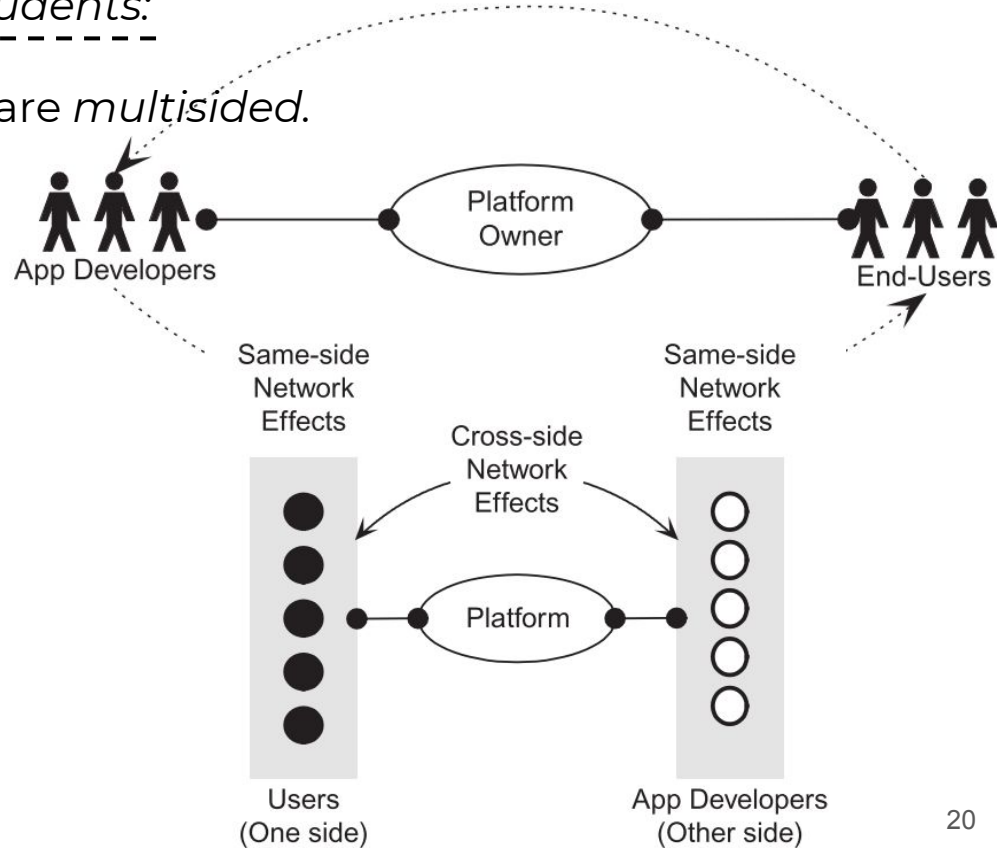 are multisided.
Platform
Owner
App Developers
End-Users
Same-side
Network
Effects
Same-side
Network
Effects
Cross-side
Network
Effects
Platform
Users
(One side)
App Developers
(Other side)
20